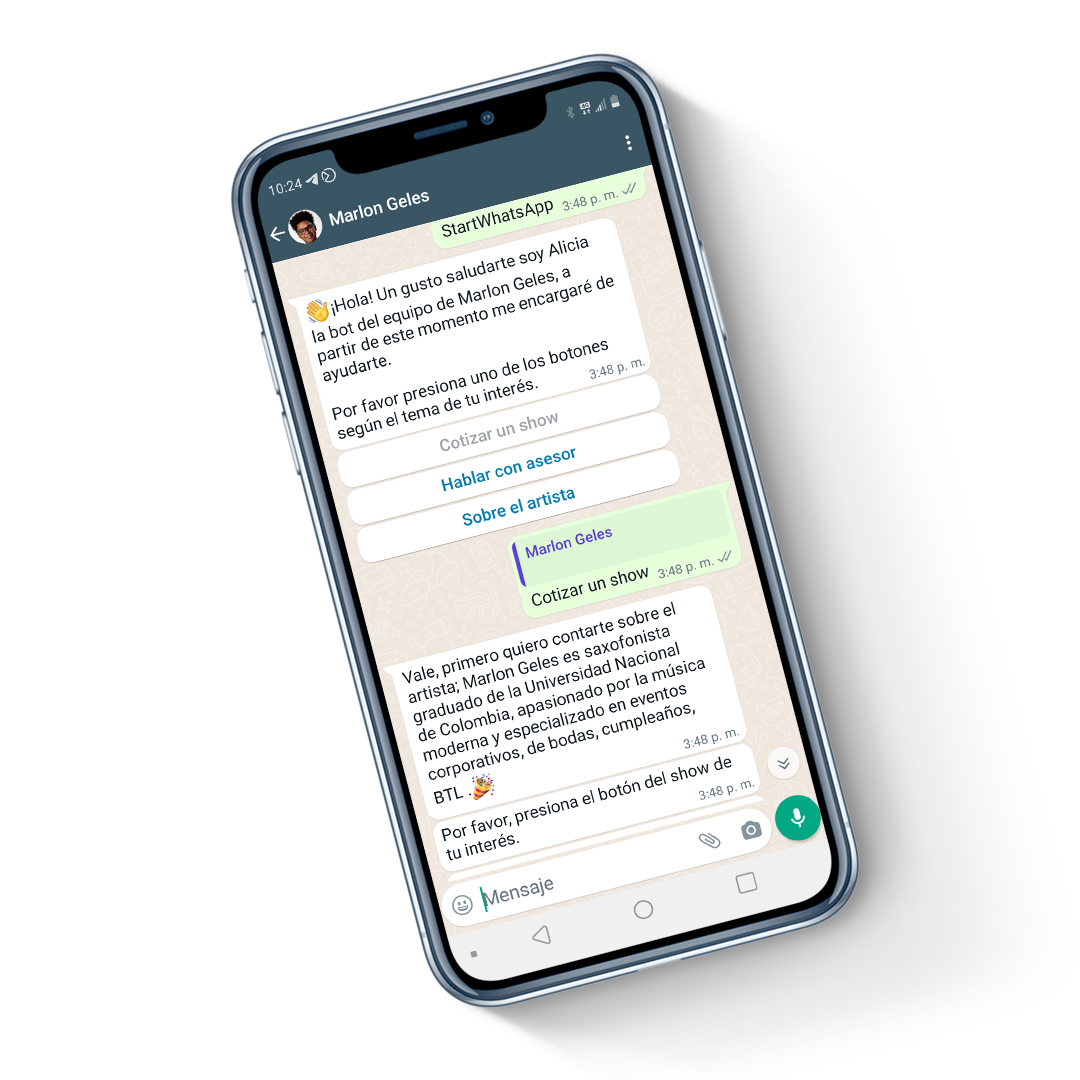 10:24
Marlon Geles
StartWhatsApp 3:48 p. m.
👋¡Hola! Un gusto saludarte soy Alicia
la bot del equipo de Marlon Geles, a
partir de este momento me encargaré de
ayudarte.
Por favor presiona uno de los botones
según el tema de tu interés. 3:48 p. m.
Cotizar un show
Hablar con asesor
Sobre el artista
Marlon Geles
Cotizar un show 3:48 p. m.
Vale, primero quiero contarte sobre el
artista; Marlon Geles es saxofonista
graduado de la Universidad Nacional
de Colombia, apasionado por la música
moderna y especializado en eventos
corporativos, de bodas, cumpleaños,
BTL .🎉 3:48 p. m.
Por favor, presiona el botón del show de
tu interés. 3:48 p. m.
Mensaje